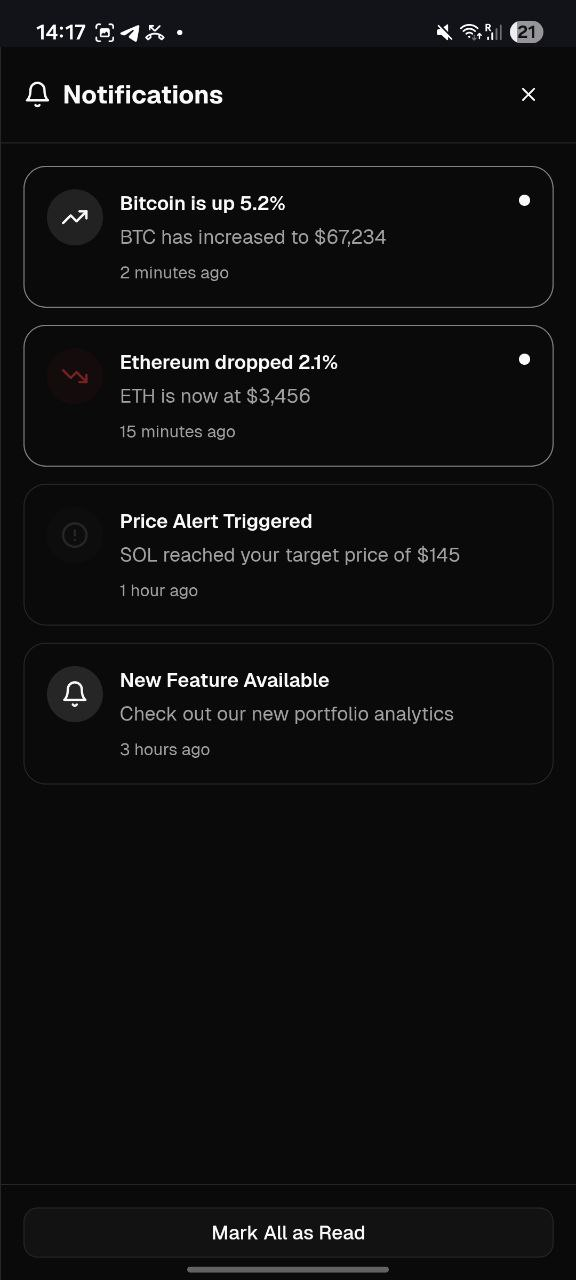 14:17
R
21
Notifications
Bitcoin is up 5.2%
BTC has increased to $67,234
2 minutes ago
Ethereum dropped 2.1%
ETH is now at $3,456
15 minutes ago
Price Alert Triggered
SOL reached your target price of $145
1 hour ago
New Feature Available
Check out our new portfolio analytics
3 hours ago
Mark All as Read